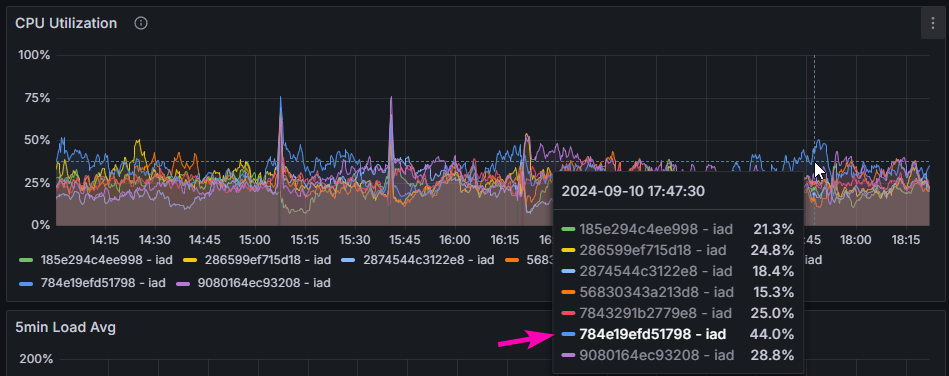 CPU Utilization
100%
75%
50%
25%
0%
14:15 14:30 14:45 15:00 15:15 15:30 15:45 16:00 16:15 16: :45 18:00 18:15
185e294c4ee998 - iad 286599ef715d18 - iad 2874544c3122e8 - iad 5683 iad
784e19efd51798 - iad 9080164ec93208 - iad
2024-09-10 17:47:30
185e294c4ee998 - iad 21.3%
286599ef715d18 - iad 24.8%
2874544c3122e8 - iad 18.4%
56830343a213d8 - iad 15.3%
7843291b2779e8 - iad 25.0%
784e19efd51798 - iad 44.0%
9080164ec93208 - iad 28.8%
5min Load Avg
200%